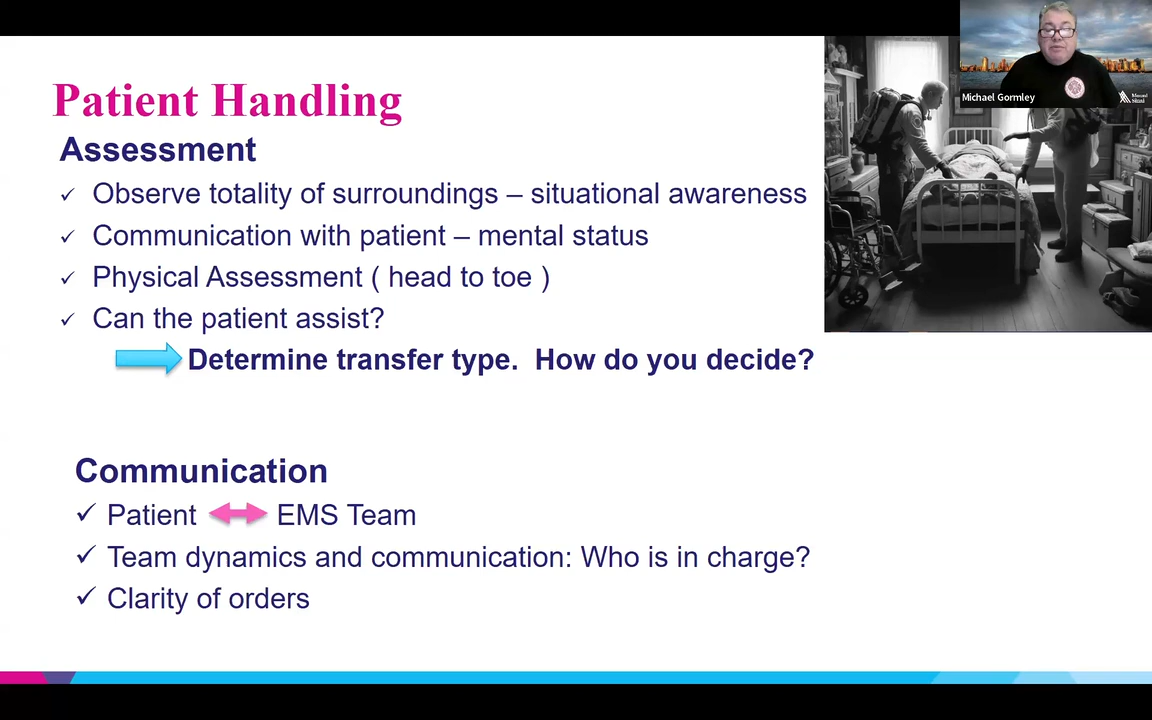 Patient Handling
Assessment
✓ Observe totality of surroundings – situational awareness
✓ Communication with patient – mental status
✓ Physical Assessment ( head to toe )
✓ Can the patient assist?
Determine transfer type. How do you decide?
Communication
✓ Patient EMS Team
✓ Team dynamics and communication: Who is in charge?
✓ Clarity of orders
Michael Gormley
Mount
Sinai